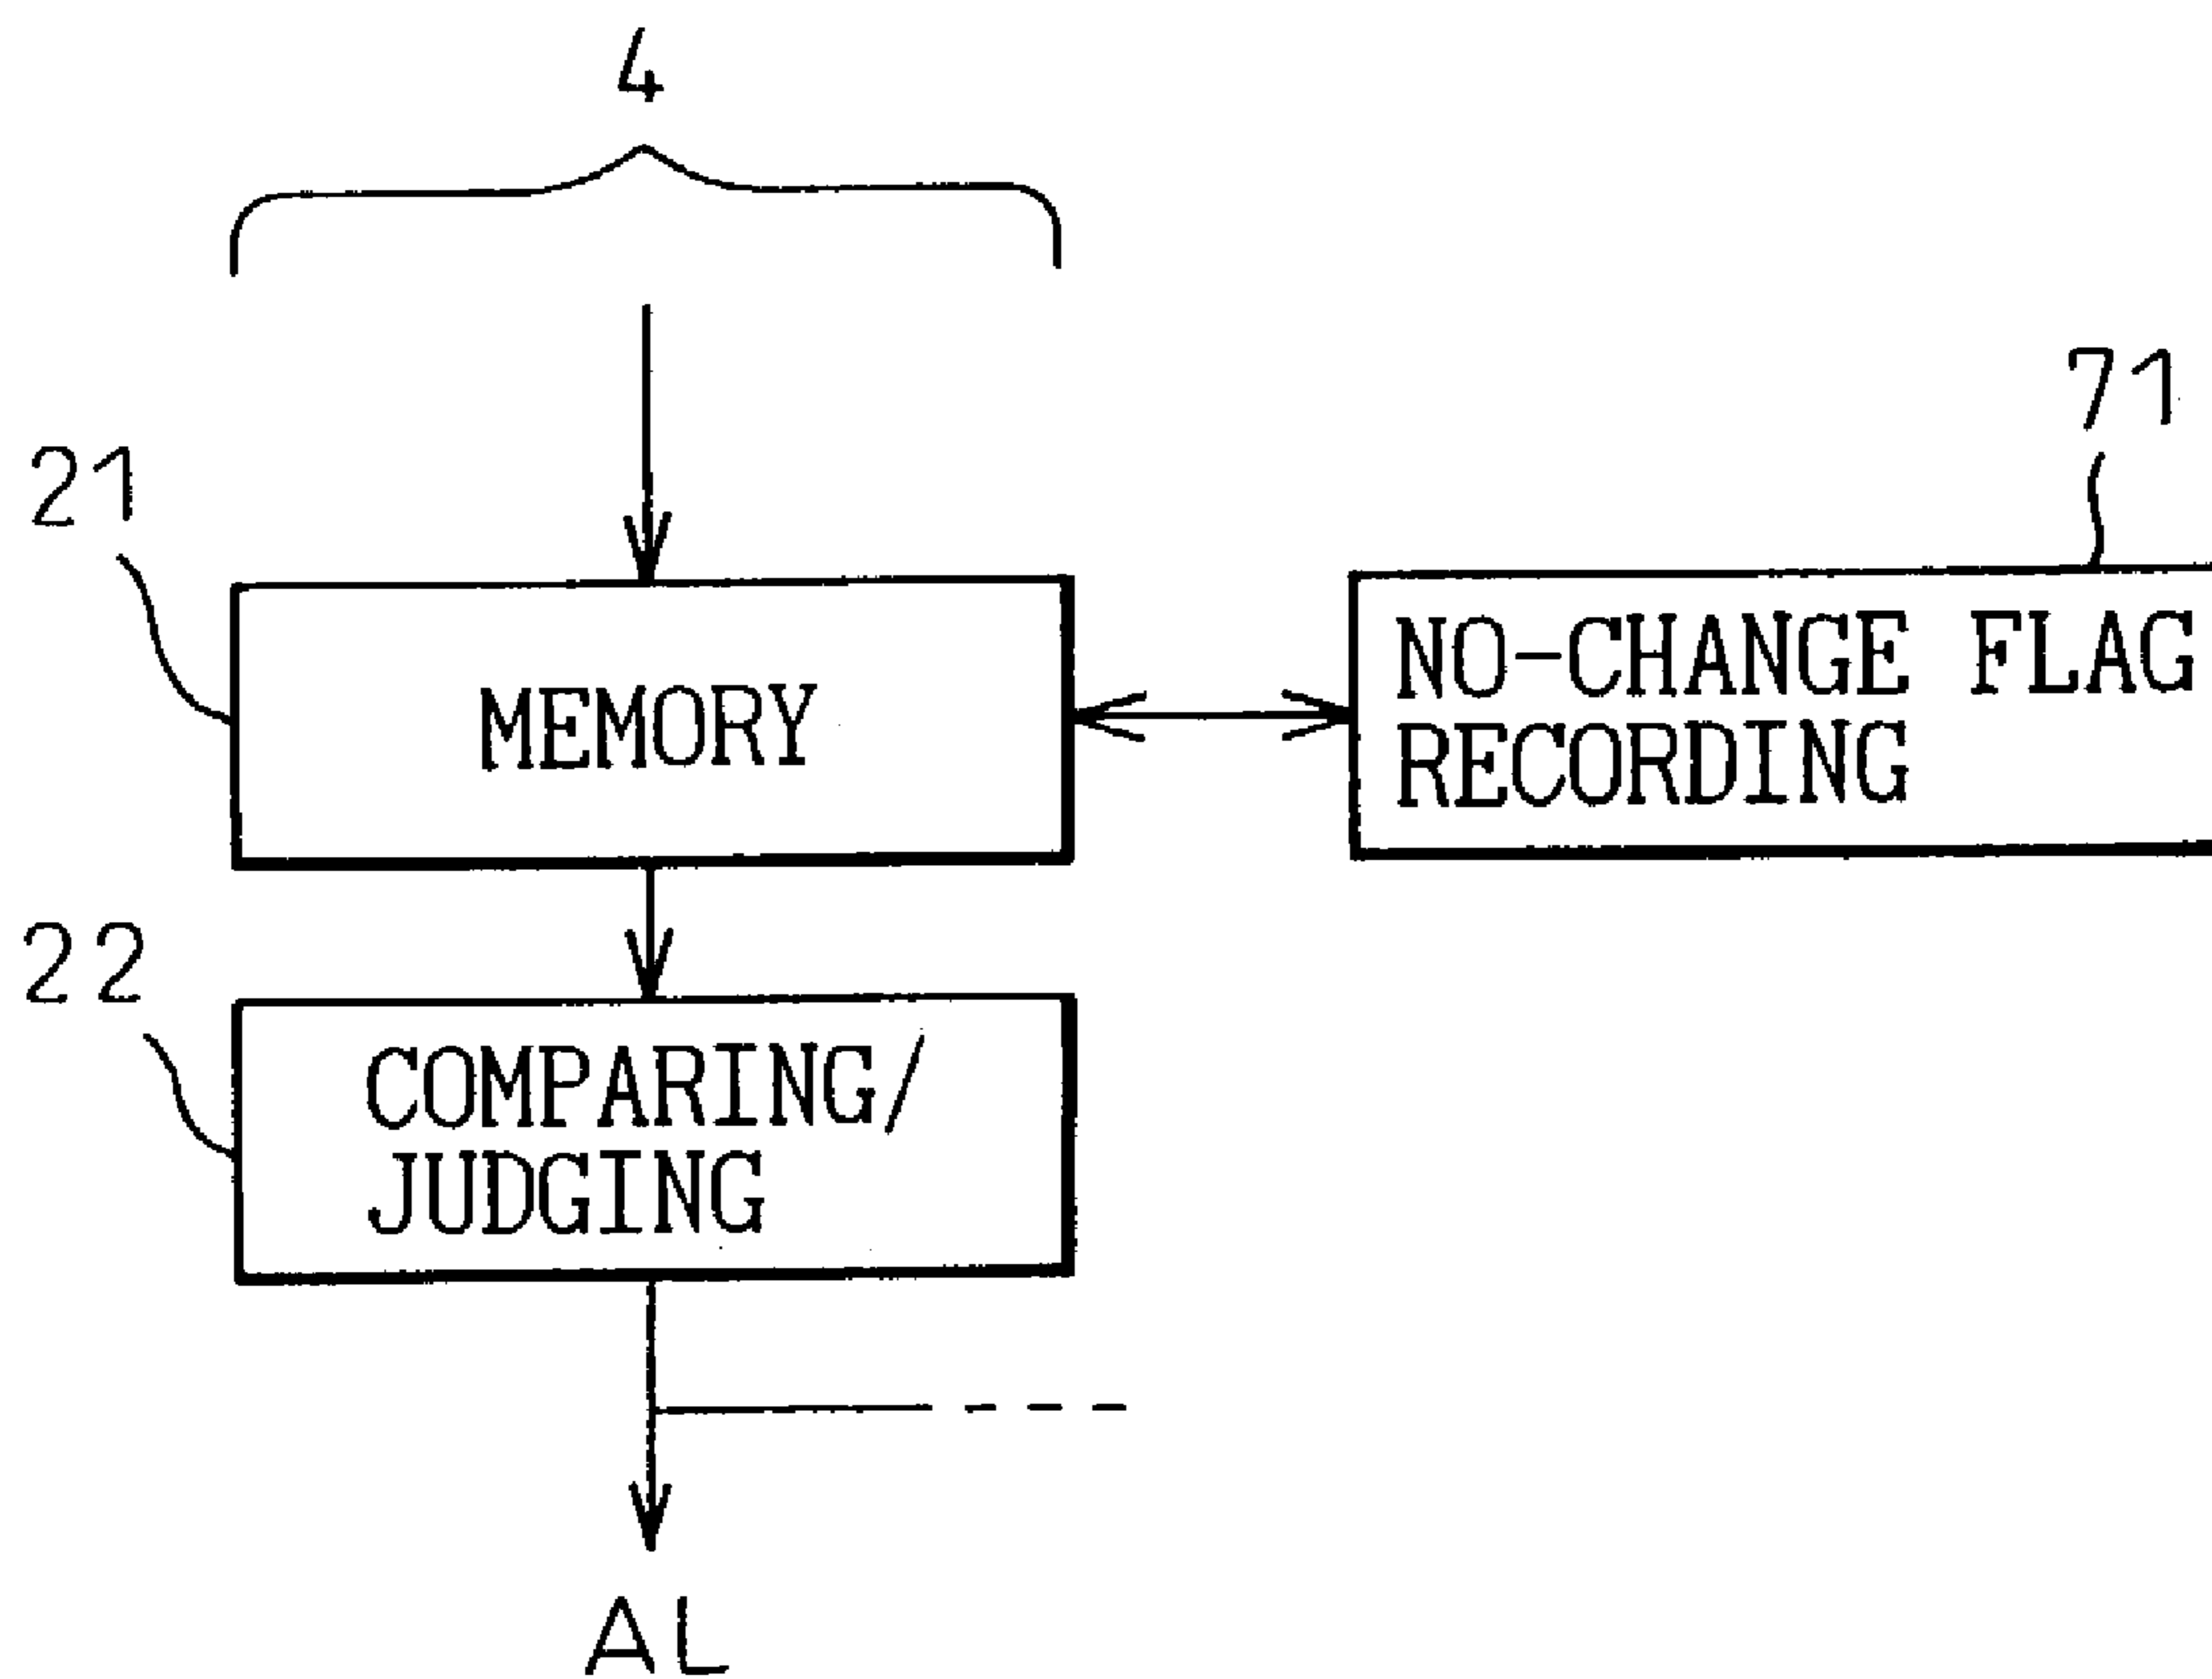 4
71
21
NO-CHANGE FLAG
RECORDING
MEMORY
22
COMPARING/
JUDGING
AL